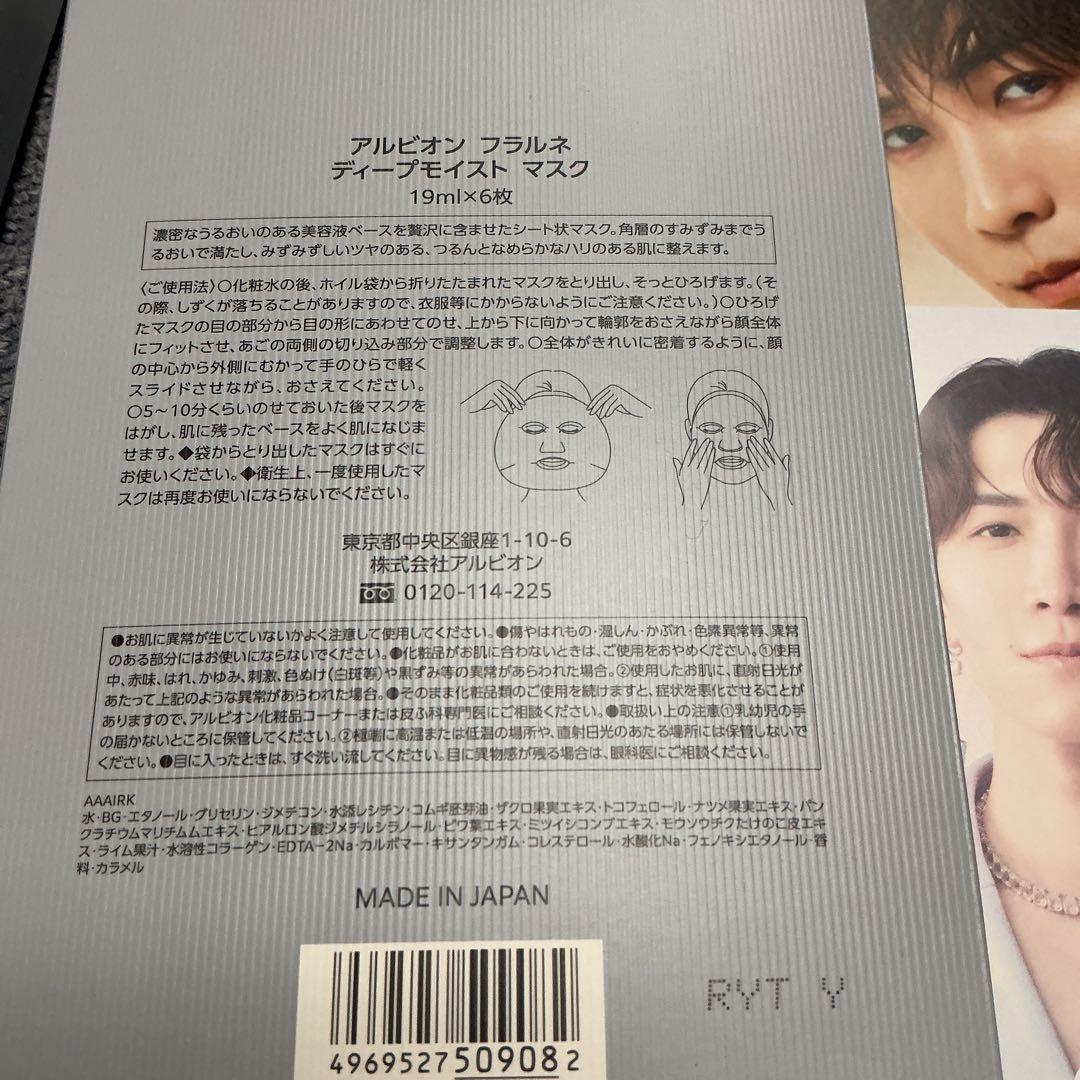 アルビオン フラルネ
ディープモイスト マスク
19ml×6枚
濃密なうるおいのある美容液ベースを贅沢に含ませたシート状マスク。角層のすみずみまでう
るおいで満たし、みずみずしいツヤのある、つるんとなめらかなハリのある肌に整えます。
〈ご使用法〉〇化粧水の後、ホイル袋から折りたたまれたマスクをとり出し、そっとひろげます。(そ
の際、しずくが落ちることがありますので、衣服等にかからないようにご注意ください。)〇ひろげ
たマスクの目の部分から目の形にあわせてのせ、上から下に向かって輪郭をおさえながら顔全体
にフィットさせ、あごの両側の切り込み部分で調整します。〇全体がきれいに密着するように、顔
の中心から外側にむかって手のひらで軽く
スライドさせながら、おさえてください。
〇5〜10分くらいのせておいた後マスクを
はがし、肌に残ったベースをよく肌になじま
せます。◆袋からとり出したマスクはすぐに
お使いください。◆衛生上、一度使用したマ
スクは再度お使いにならないでください。
東京都中央区銀座1-10-6
株式会社アルビオン
0120-114-225
●お肌に異常が生じていないかよく注意して使用してください。●傷やはれもの・湿しん・かぶれ・色素異常等、異常
のある部分にはお使いにならないでください。●化粧品がお肌に合わないときは、ご使用をおやめください。①使用
中、赤味、はれ、かゆみ、刺激、色ぬけ(白斑等)や黒ずみ等の異常があらわれた場合。②使用したお肌に、直射日光が
あたって上記のような異常があらわれた場合。●そのまま化粧品類のご使用を続けますと、症状を悪化させることが
ありますので、アルビオン化粧品コーナーまたは皮ふ科専門医にご相談ください。●取扱い上の注意①乳幼児の手
の届かないところに保管してください。②極端に高温または低温の場所や、直射日光のあたる場所には保管しないで
ください。●目に入ったときは、すぐ洗い流してください。目に異物感が残る場合は、眼科医にご相談ください。
AAAIRK
水・BG・エタノール・グリセリン・ジメチコン・水添レシチン・コムギ胚芽油・ザクロ果実エキス・トコフェロール・ナツメ果実エキス・パン
クラチウムマリチムムエキス・ヒアルロン酸ジメチルシラノール・ビワ葉エキス・ミツイシコンブエキス・モウソウチクたけのこ皮エキ
ス・ライム果汁・水溶性コラーゲン・EDTA-2Na・カルボマー・キサンタンガム・コレステロール・水酸化Na・フェノキシエタノール・香
料・カラメル
MADE IN JAPAN
RYT Y
4969527509082